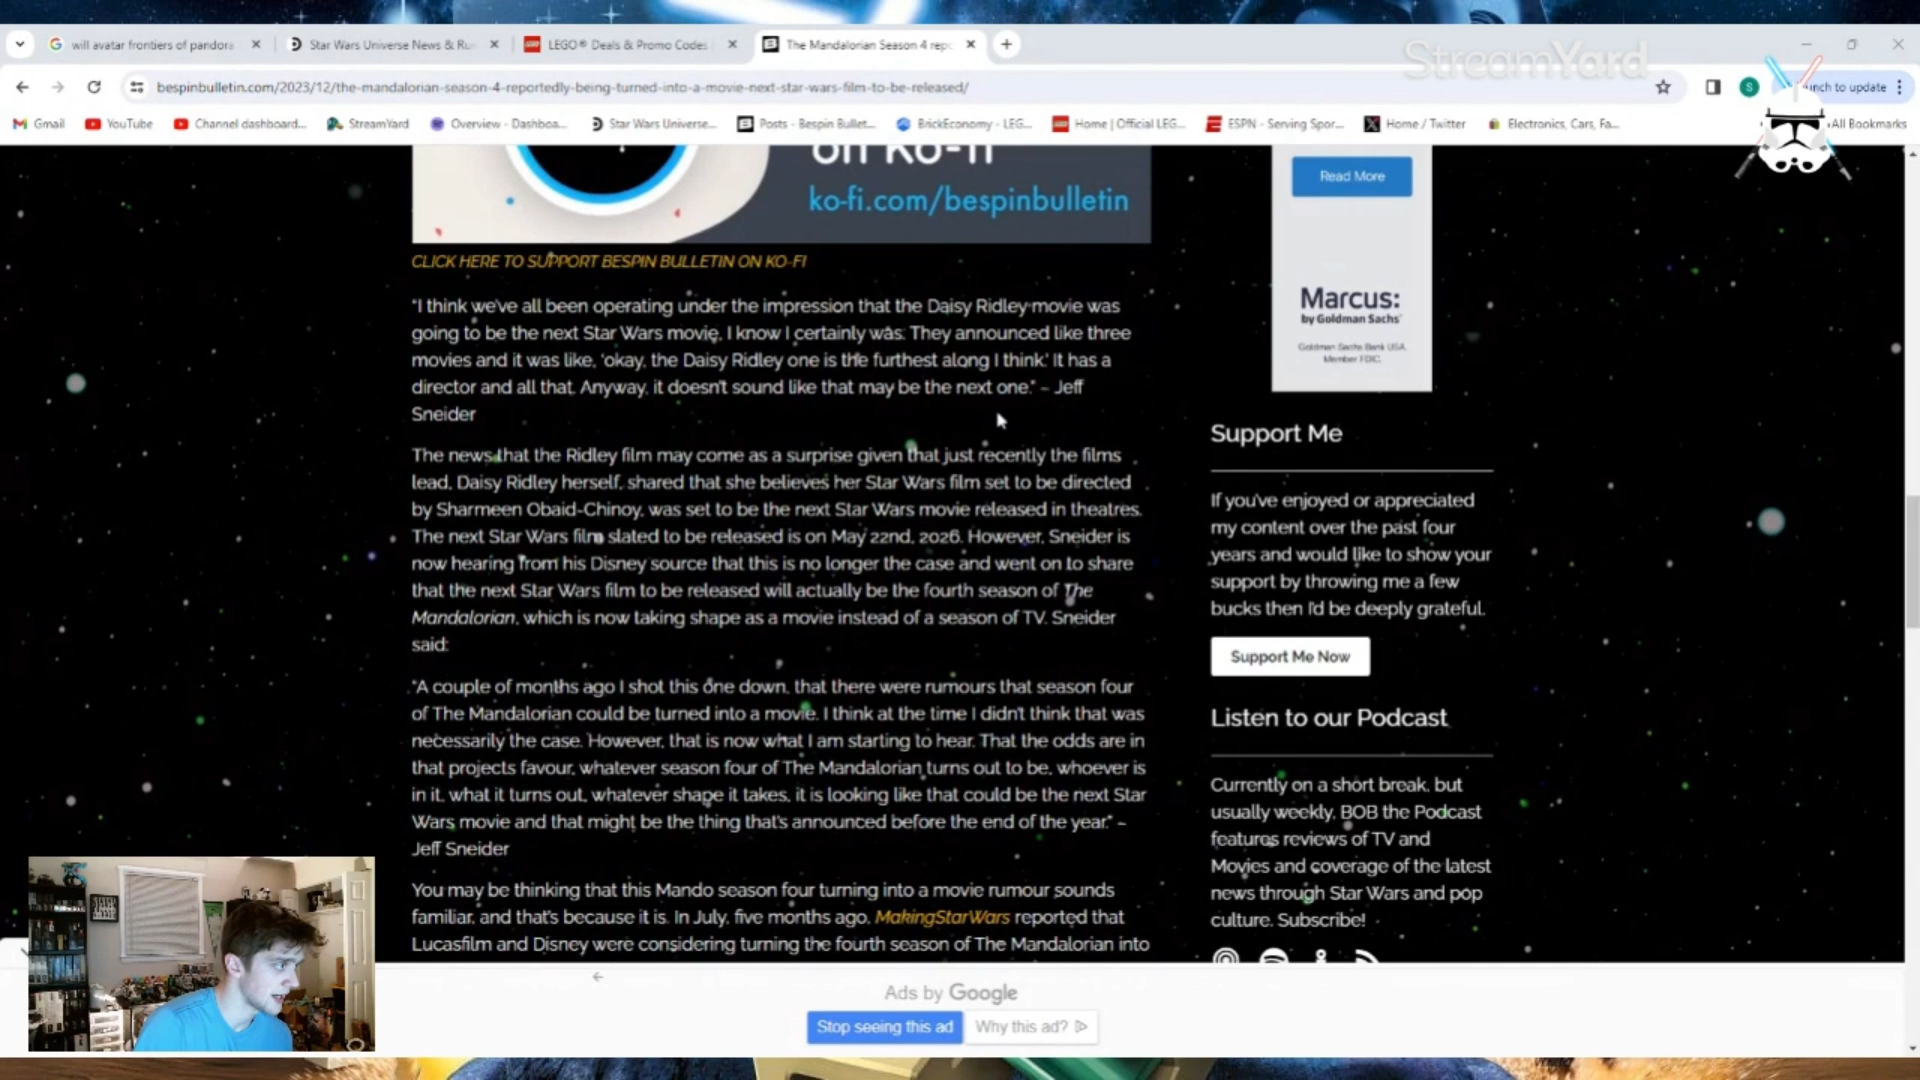 StreamYard
will avatar frontiers of pandora
Star Wars Universe News & Ru
LEGO® Deals & Promo Codes
The Mandalorian Season 4 repo
bespinbulletin.com/2023/12/the-mandalorian-season-4-reportedly-being-turned-into-a-movie-next-star-wars-film-to-be-released/
S
unch to update
Gmail
YouTube
Channel dashboard...
StreamYard
Overview - Dashboa...
Star Wars Universe...
Posts - Bespin Bullet...
BrickEconomy - LEG...
Home | Official LEG...
ESPN - Serving Spor...
Home / Twitter
Electronics, Cars, Fa...
All Bookmarks
on Ko-fi
ko-fi.com/bespinbulletin
CLICK HERE TO SUPPORT BESPIN BULLETIN ON KO-FI
"I think we've all been operating under the impression that the Daisy Ridley movie was
going to be the next Star Wars movie, I know I certainly was. They announced like three
movies and it was like, 'okay, the Daisy Ridley one is the furthest along I think.' It has a
director and all that. Anyway, it doesn't sound like that may be the next one." – Jeff
Sneider
The news that the Ridley film may come as a surprise given that just recently the films
lead, Daisy Ridley herself, shared that she believes her Star Wars film set to be directed
by Sharmeen Obaid-Chinoy, was set to be the next Star Wars movie released in theatres.
The next Star Wars film slated to be released is on May 22nd, 2026. However, Sneider is
now hearing from his Disney source that this is no longer the case and went on to share
that the next Star Wars film to be released will actually be the fourth season of The
Mandalorian, which is now taking shape as a movie instead of a season of TV. Sneider
said:
"A couple of months ago I shot this one down, that there were rumours that season four
of The Mandalorian could be turned into a movie. I think at the time I didn't think that was
necessarily the case. However, that is now what I am starting to hear. That the odds are in
that projects favour, whatever season four of The Mandalorian turns out to be, whoever is
in it, what it turns out, whatever shape it takes, it is looking like that could be the next Star
Wars movie and that might be the thing that's announced before the end of the year." –
Jeff Sneider
You may be thinking that this Mando season four turning into a movie rumour sounds
familiar, and that's because it is. In July, five months ago, MakingStarWars reported that
Lucasfilm and Disney were considering turning the fourth season of The Mandalorian into
Read More
Marcus:
by Goldman Sachs
Goldman Sachs Bank USA.
Member FDIC.
Support Me
If you've enjoyed or appreciated
my content over the past four
years and would like to show your
support by throwing me a few
bucks then I'd be deeply grateful.
Support Me Now
Listen to our Podcast
Currently on a short break, but
usually weekly, BOB the Podcast
features reviews of TV and
Movies and coverage of the latest
news through Star Wars and pop
culture. Subscribe!
Ads by Google
Stop seeing this ad
Why this ad?